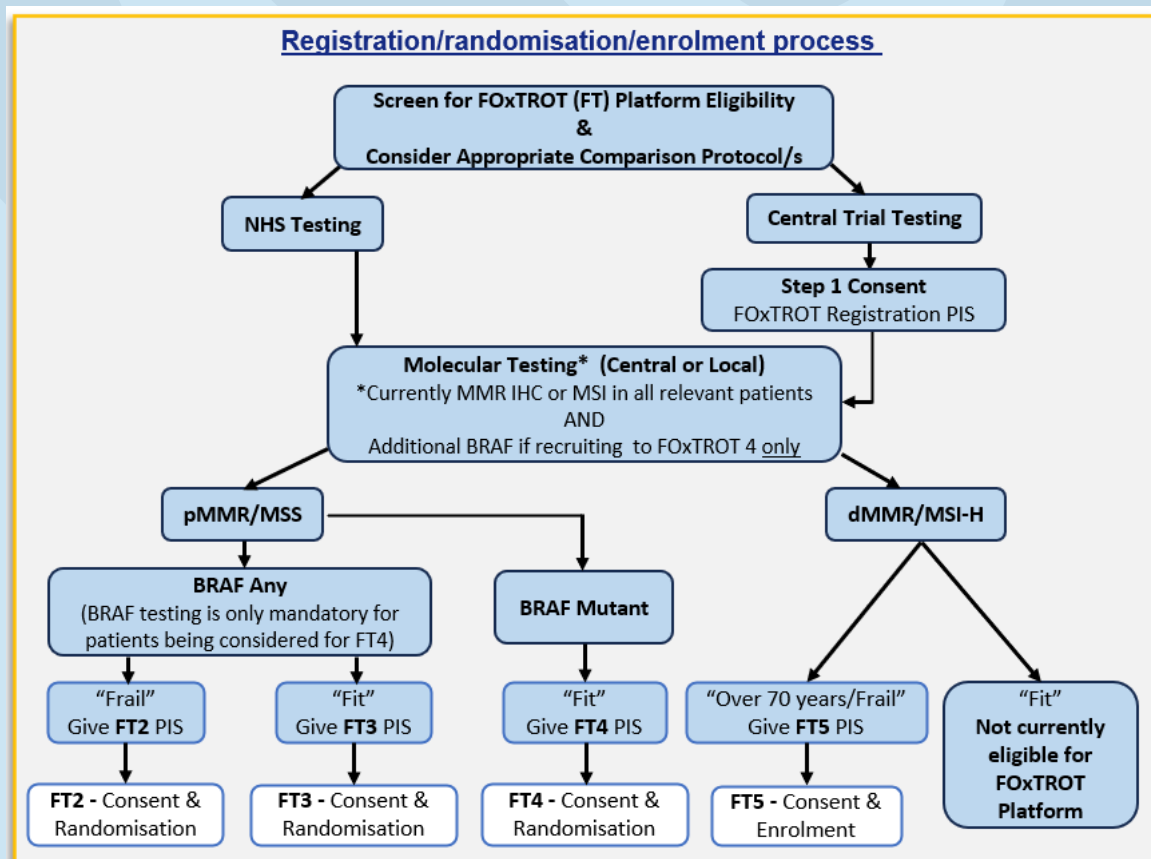 Registration/randomisation/enrolment process
Screen for FOxTROT (FT) Platform Eligibility
&
Consider Appropriate Comparison Protocol/s
NHS Testing
Central Trial Testing
Step 1 Consent
FOxTROT Registration PIS
Molecular Testing* (Central or Local)
*Currently MMR IHC or MSI in all relevant patients
AND
Additional BRAF if recruiting to FOxTROT 4 only
pMMR/MSS
dMMR/MSI-H
BRAF Any
(BRAF testing is only mandatory for
patients being considered for FT4)
BRAF Mutant
"Frail"
Give FT2 PIS
"Fit"
Give FT3 PIS
"Fit"
Give FT4 PIS
"Over 70 years/Frail"
Give FT5 PIS
"Fit"
Not currently
eligible for
FOxTROT
Platform
FT2 - Consent &
Randomisation
FT3 - Consent &
Randomisation
FT4 - Consent &
Randomisation
FT5 - Consent &
Enrolment